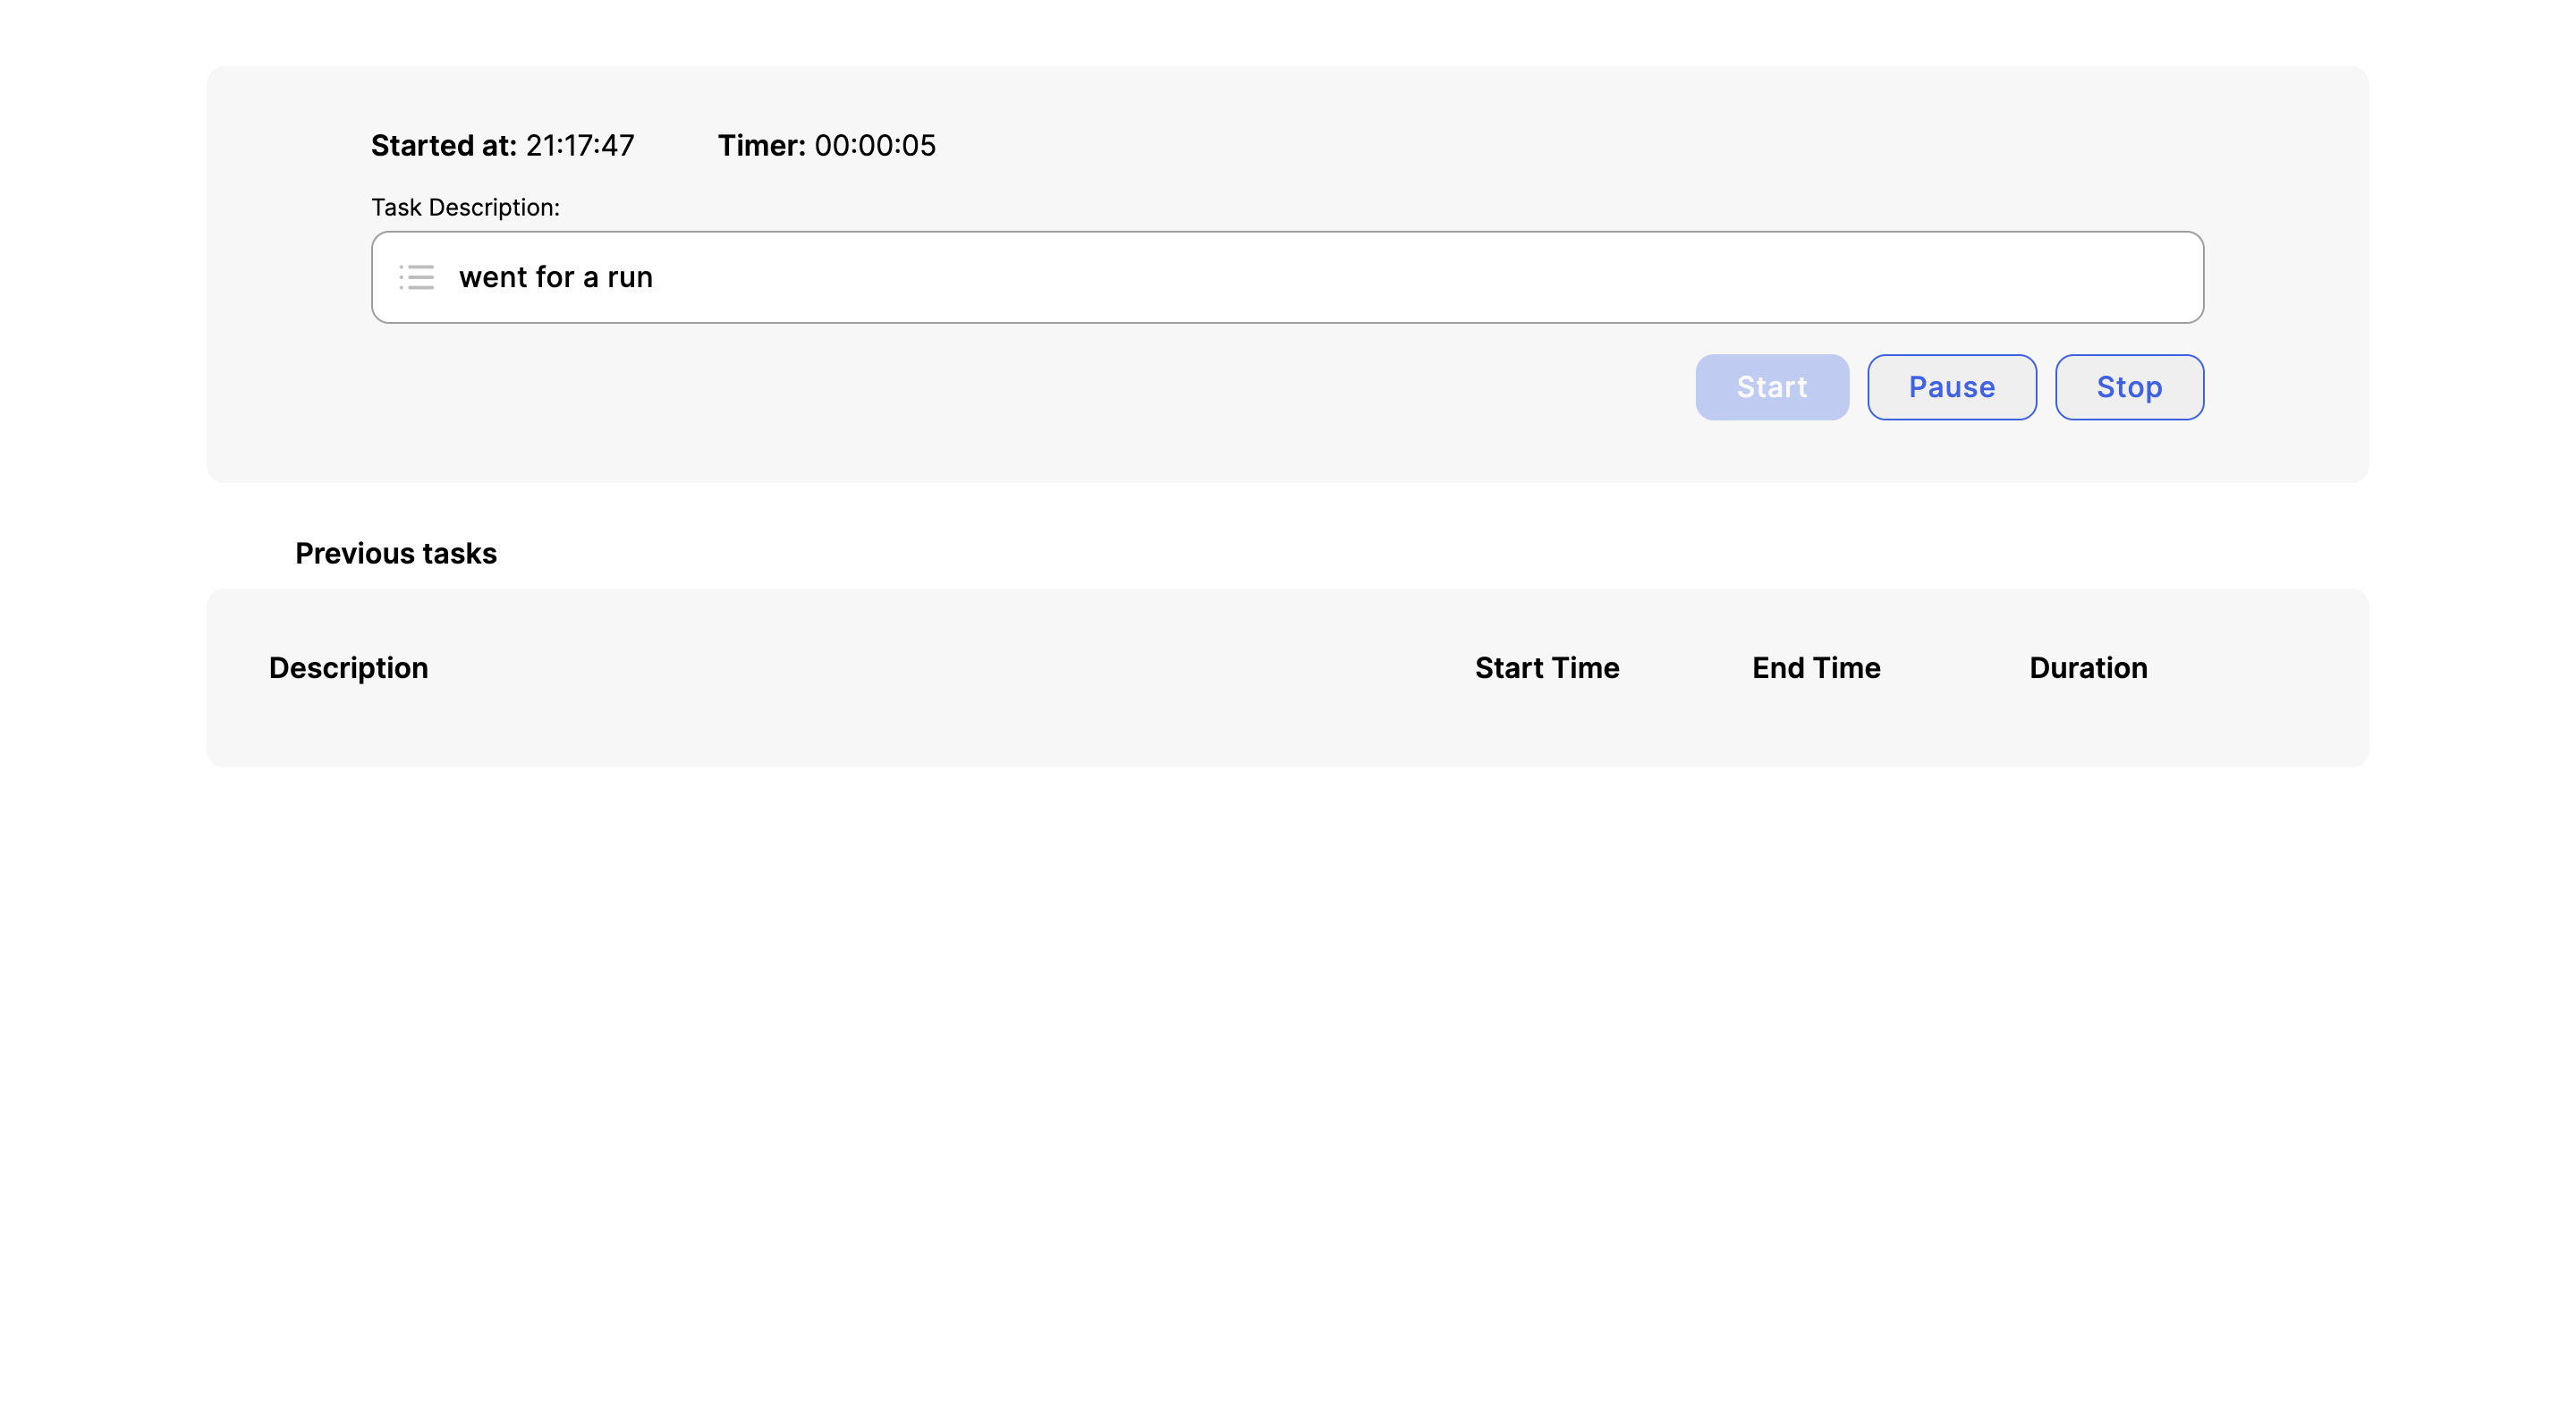 Started at: 21:17:47 Timer: 00:00:05
Task Description:
went for a run
Start Pause Stop
Previous tasks
Description Start Time End Time Duration